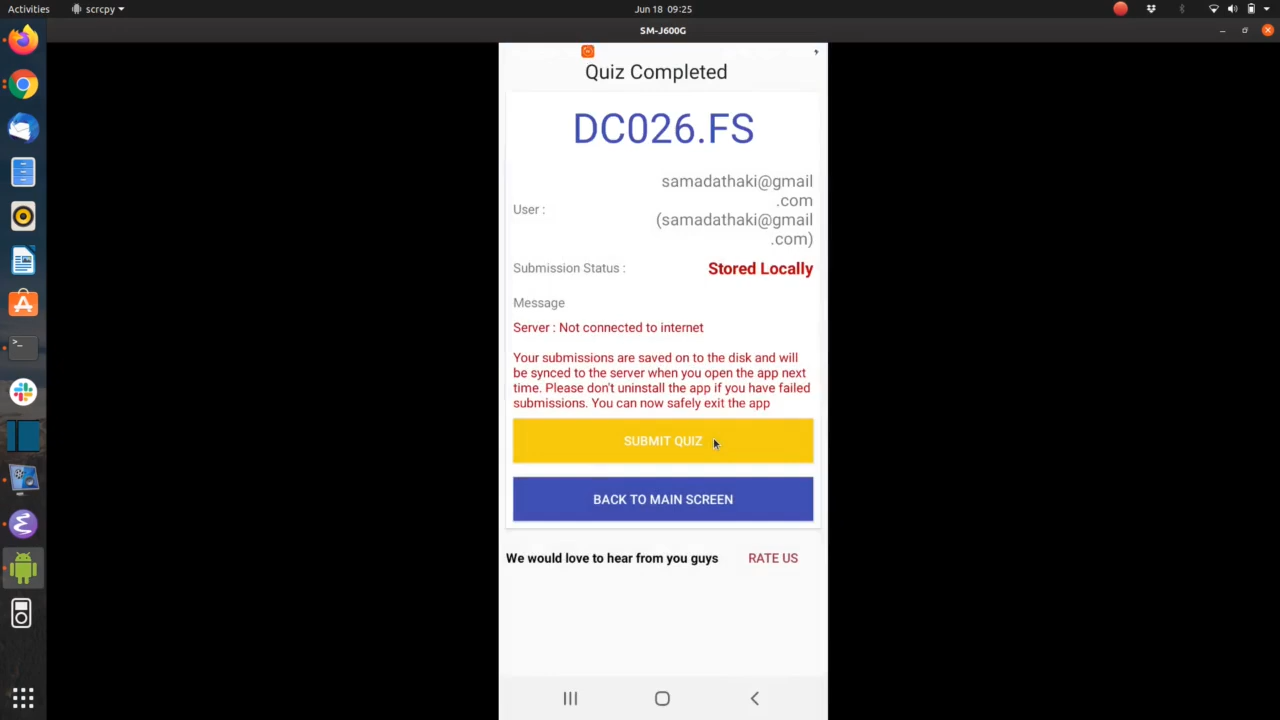 Activities
scrcpy
Jun 18 09:25
SM-J600G
Quiz Completed
DC026.FS
User :
samadathaki@gmail
.com
(samadathaki@gmail
.com)
Submission Status :
Stored Locally
Message
Server : Not connected to internet
Your submissions are saved on to the disk and will
be synced to the server when you open the app next
time. Please don't uninstall the app if you have failed
submissions. You can now safely exit the app
SUBMIT QUIZ
BACK TO MAIN SCREEN
We would love to hear from you guys
RATE US